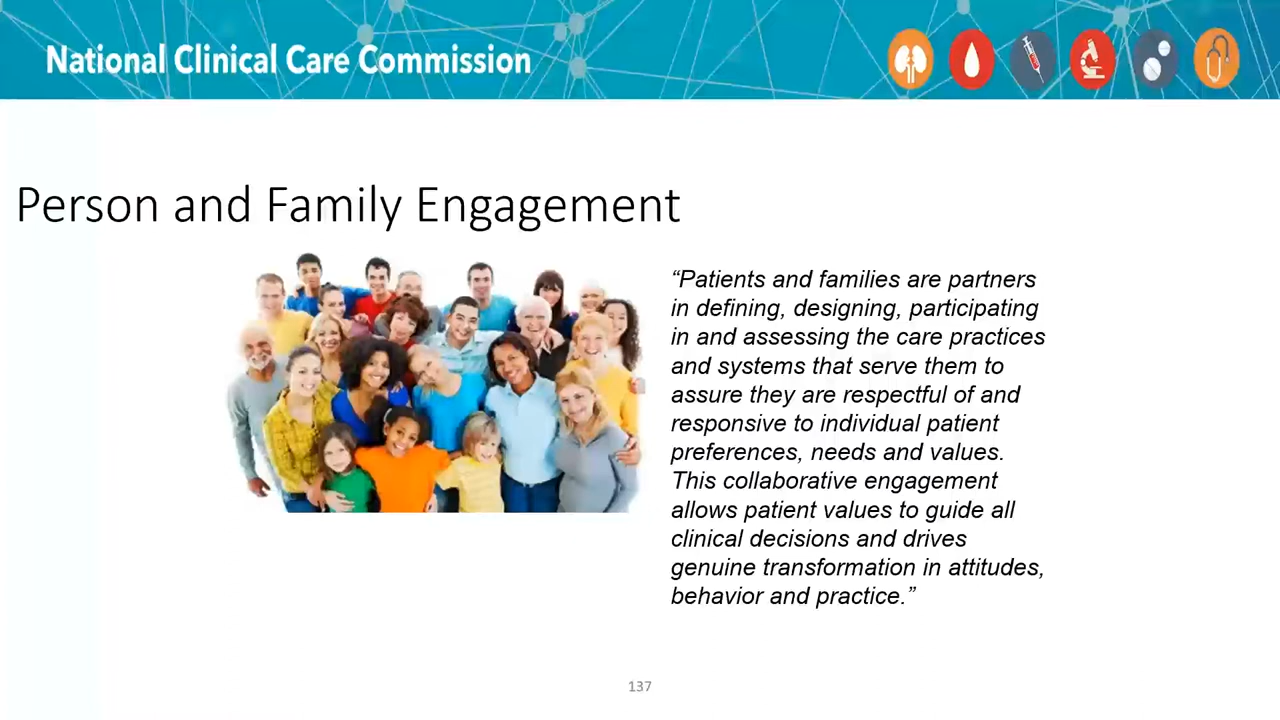 National Clinical Care Commission
Person and Family Engagement
“Patients and families are partners
in defining, designing, participating
in and assessing the care practices
and systems that serve them to
assure they are respectful of and
responsive to individual patient
preferences, needs and values.
This collaborative engagement
allows patient values to guide all
clinical decisions and drives
genuine transformation in attitudes,
behavior and practice.”
137